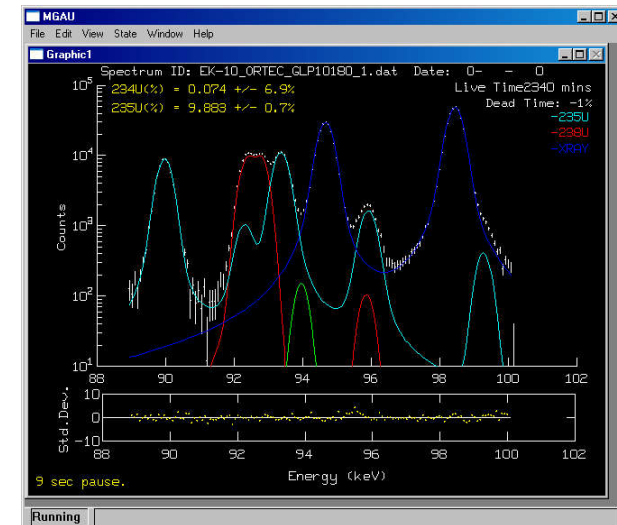 MGAU
File Edit View State Window Help
Graphic1
Spectrum ID: EK-10_ORTEC_GLP10180_1.dat Date: 0- - 0
234U(%) = 0.074 +/- 6.9%
235U(%) = 9.883 +/- 0.7%
Live Time2340 mins
Dead Time: -1%
-235U
-238U
-XRAY
Counts
10^5
10^4
10^3
10^2
10^1
88 90 92 94 96 98 100 102
Std.Dev.
10
0
-10
88 90 92 94 96 98 100 102
Energy (keV)
9 sec pause.
Running